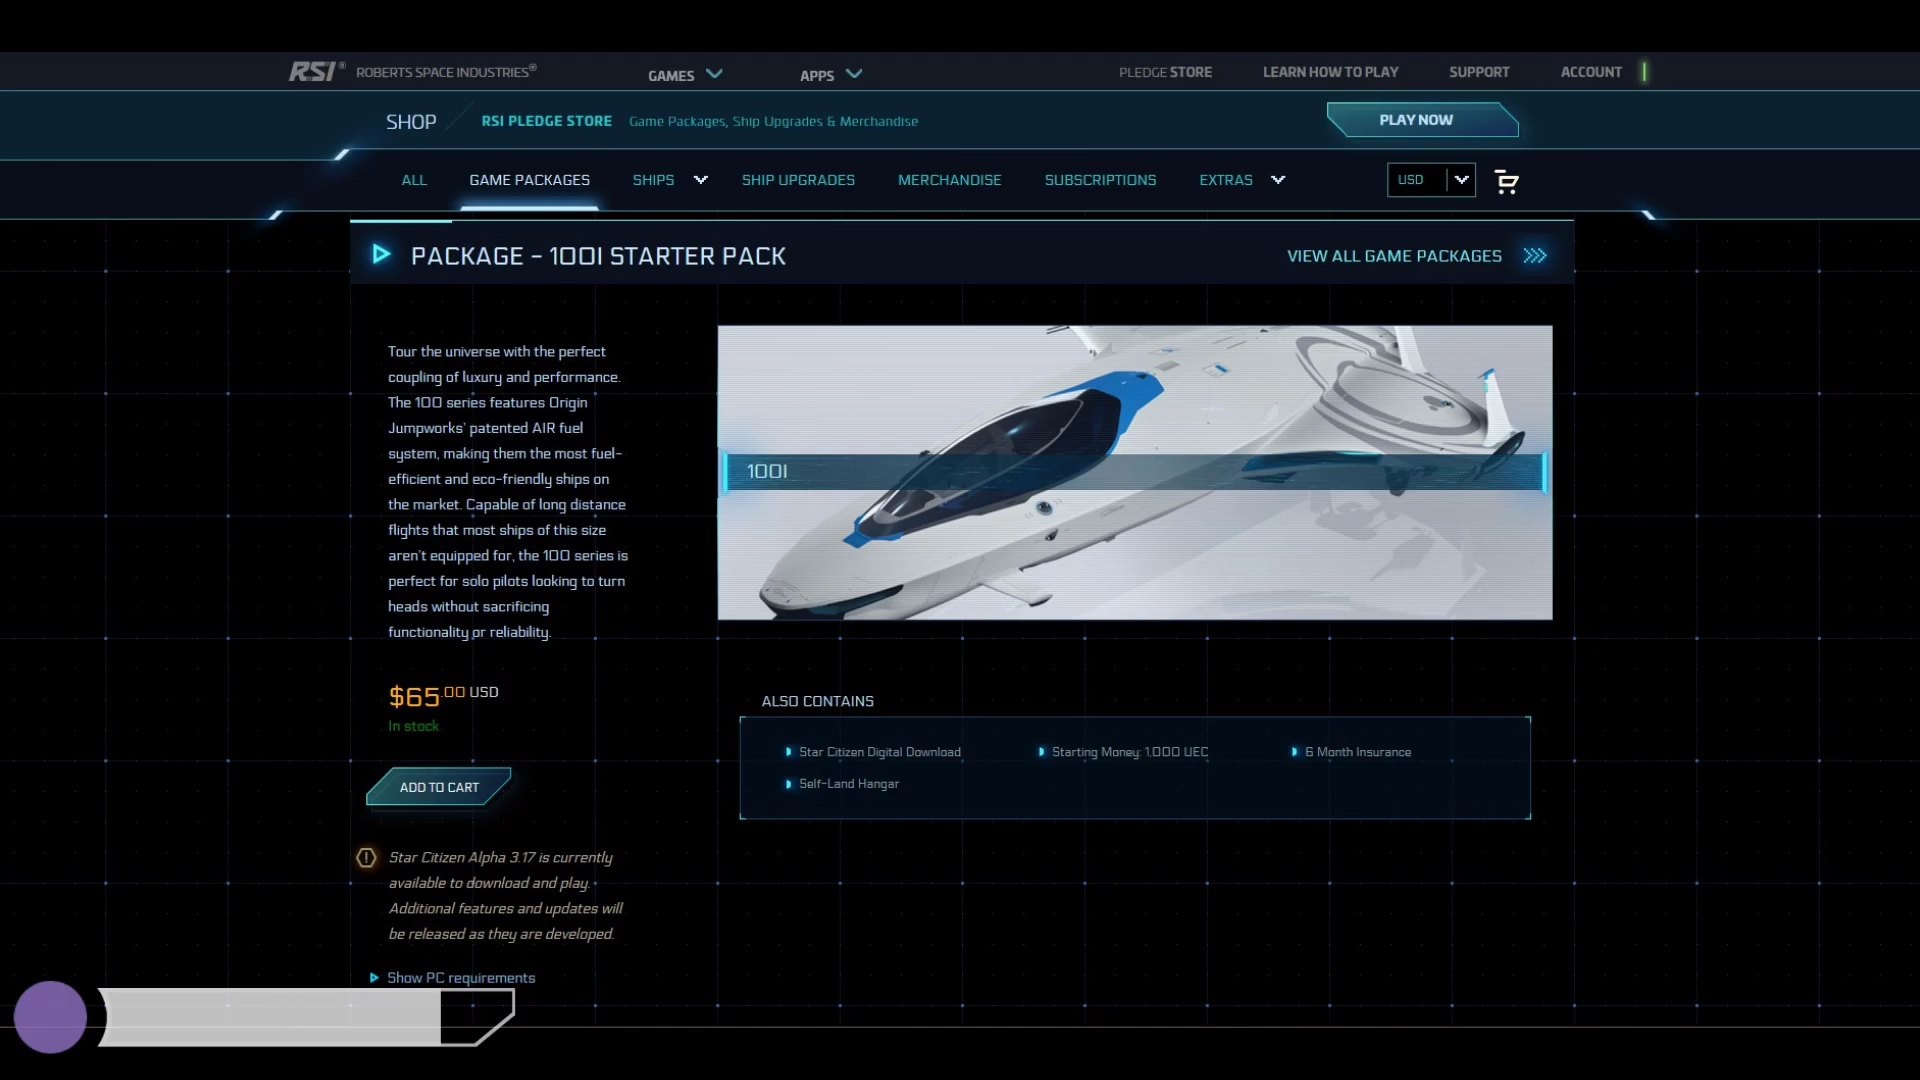 RSI® ROBERTS SPACE INDUSTRIES® GAMES APPS PLEDGE STORE LEARN HOW TO PLAY SUPPORT ACCOUNT
SHOP RSI PLEDGE STORE Game Packages, Ship Upgrades & Merchandise PLAY NOW
ALL GAME PACKAGES SHIPS SHIP UPGRADES MERCHANDISE SUBSCRIPTIONS EXTRAS USD
PACKAGE - 100I STARTER PACK VIEW ALL GAME PACKAGES
Tour the universe with the perfect
coupling of luxury and performance.
The 100 series features Origin
Jumpworks' patented AIR fuel
system, making them the most fuel-
efficient and eco-friendly ships on
the market. Capable of long distance
flights that most ships of this size
aren't equipped for, the 100 series is
perfect for solo pilots looking to turn
heads without sacrificing
functionality or reliability.
$65.00 USD
In stock
ADD TO CART
Star Citizen Alpha 3.17 is currently
available to download and play.
Additional features and updates will
be released as they are developed.
Show PC requirements
100I
ALSO CONTAINS
Star Citizen Digital Download Starting Money: 1,000 UEC 6 Month Insurance
Self-Land Hangar